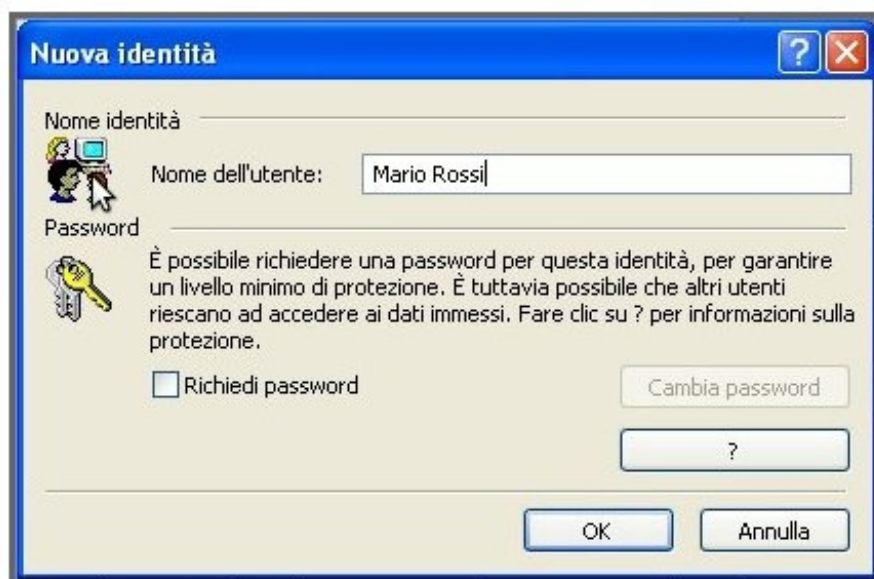 Nuova identità
?
Nome identità
Nome dell'utente: Mario Rossi
Password
È possibile richiedere una password per questa identità, per garantire
un livello minimo di protezione. È tuttavia possibile che altri utenti
riescano ad accedere ai dati immessi. Fare clic su ? per informazioni sulla
protezione.
Richiedi password Cambia password
?
OK Annulla